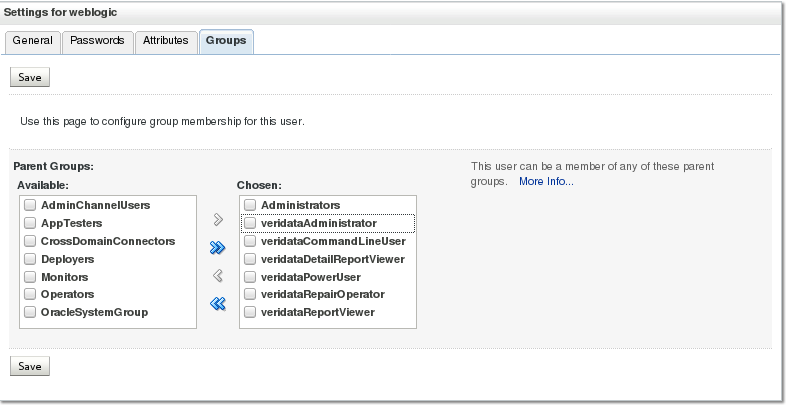 Settings for weblogic
General Passwords Attributes Groups
Save
Use this page to configure group membership for this user.
Parent Groups:
Available:
AdminChannelUsers
AppTesters
CrossDomainConnectors
Deployers
Monitors
Operators
OracleSystemGroup
Chosen:
Administrators
veridataAdministrator
veridataCommandLineUser
veridataDetailReportViewer
veridataPowerUser
veridataRepairOperator
veridataReportViewer
This user can be a member of any of these parent
groups. More Info...
Save